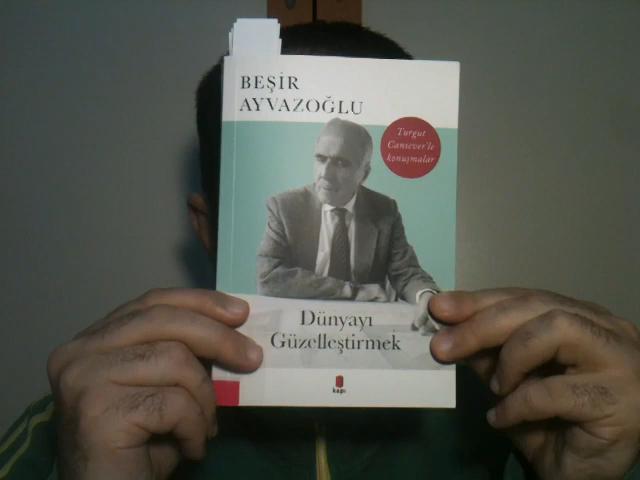 BEŞİR
AYVAZOĞLU
Turgut
Cansever'le
konuşmalar
Dünyayı
Güzelleştirmek
kapı